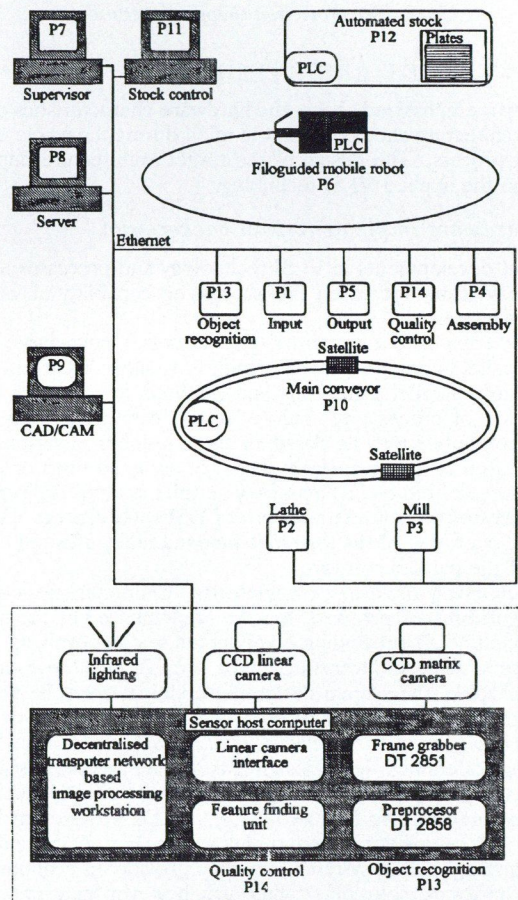 P7
Supervisor
P11
Stock control
Automated stock
P12
Plates
PLC
P8
Server
PLC
Filoguided mobile robot
P6
Ethernet
P13
Object
recognition
P1
Input
P5
Output
P14
Quality
control
P4
Assembly
P9
CAD/CAM
Satellite
Main conveyor
P10
PLC
Satellite
Lathe
P2
Mill
P3
Infrared
lighting
CCD linear
camera
CCD matrix
camera
Sensor host computer
Decentralised
transputer network
based
image processing
workstation
Linear camera
interface
Frame grabber
DT 2851
Feature finding
unit
Preprocesor
DT 2858
Quality control
P14
Object recognition
P13